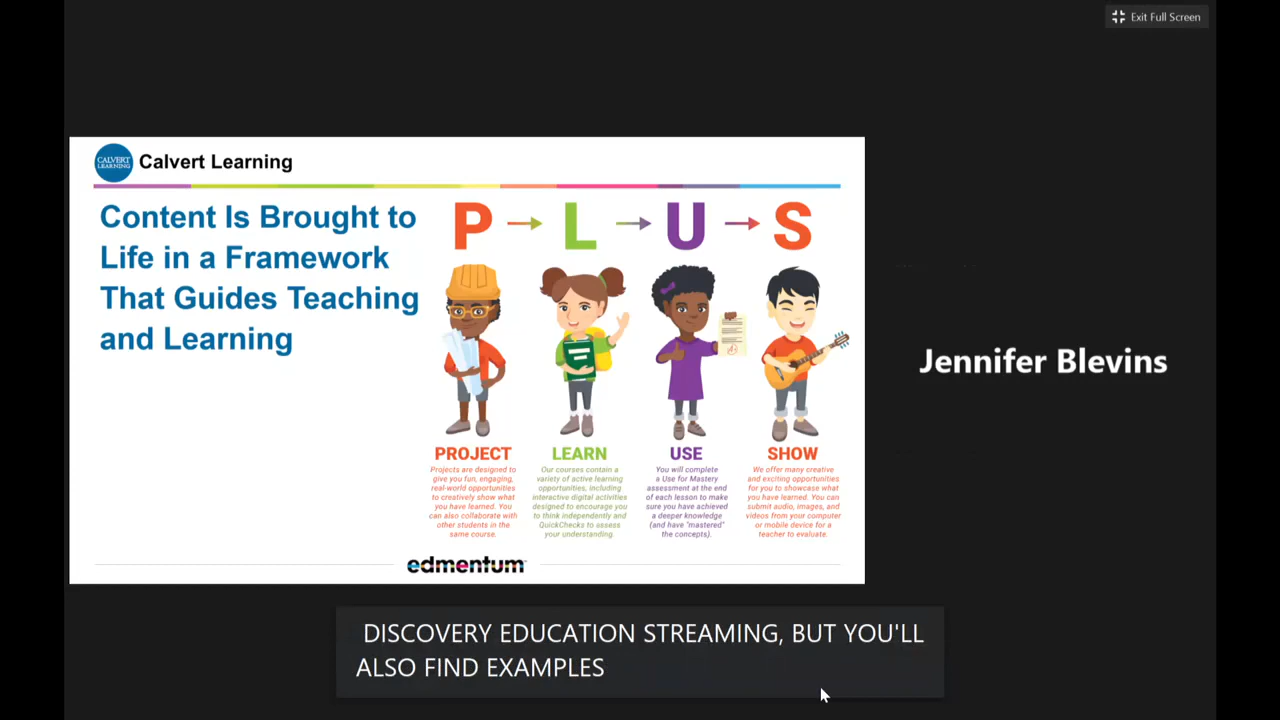 Exit Full Screen
CALVERT
LEARNING
Calvert Learning
Content Is Brought to
Life in a Framework
That Guides Teaching
and Learning
P L U S
PROJECT
Projects are designed to
give you fun, engaging,
real-world opportunities
to creatively show what
you have learned. You
can also collaborate with
other students in the
same course.
LEARN
Our courses contain a
variety of active learning
opportunities, including
interactive digital activities
designed to encourage you
to think independently and
QuickChecks to assess
your understanding.
USE
You will complete
a Use for Mastery
assessment at the end
of each lesson to make
sure you have achieved
a deeper knowledge
(and have "mastered"
the concepts).
SHOW
We offer many creative
and exciting opportunities
for you to showcase what
you have learned. You can
submit audio, images, and
videos from your computer
or mobile device for a
teacher to evaluate.
edmentum
Jennifer Blevins
DISCOVERY EDUCATION STREAMING, BUT YOU'LL
ALSO FIND EXAMPLES